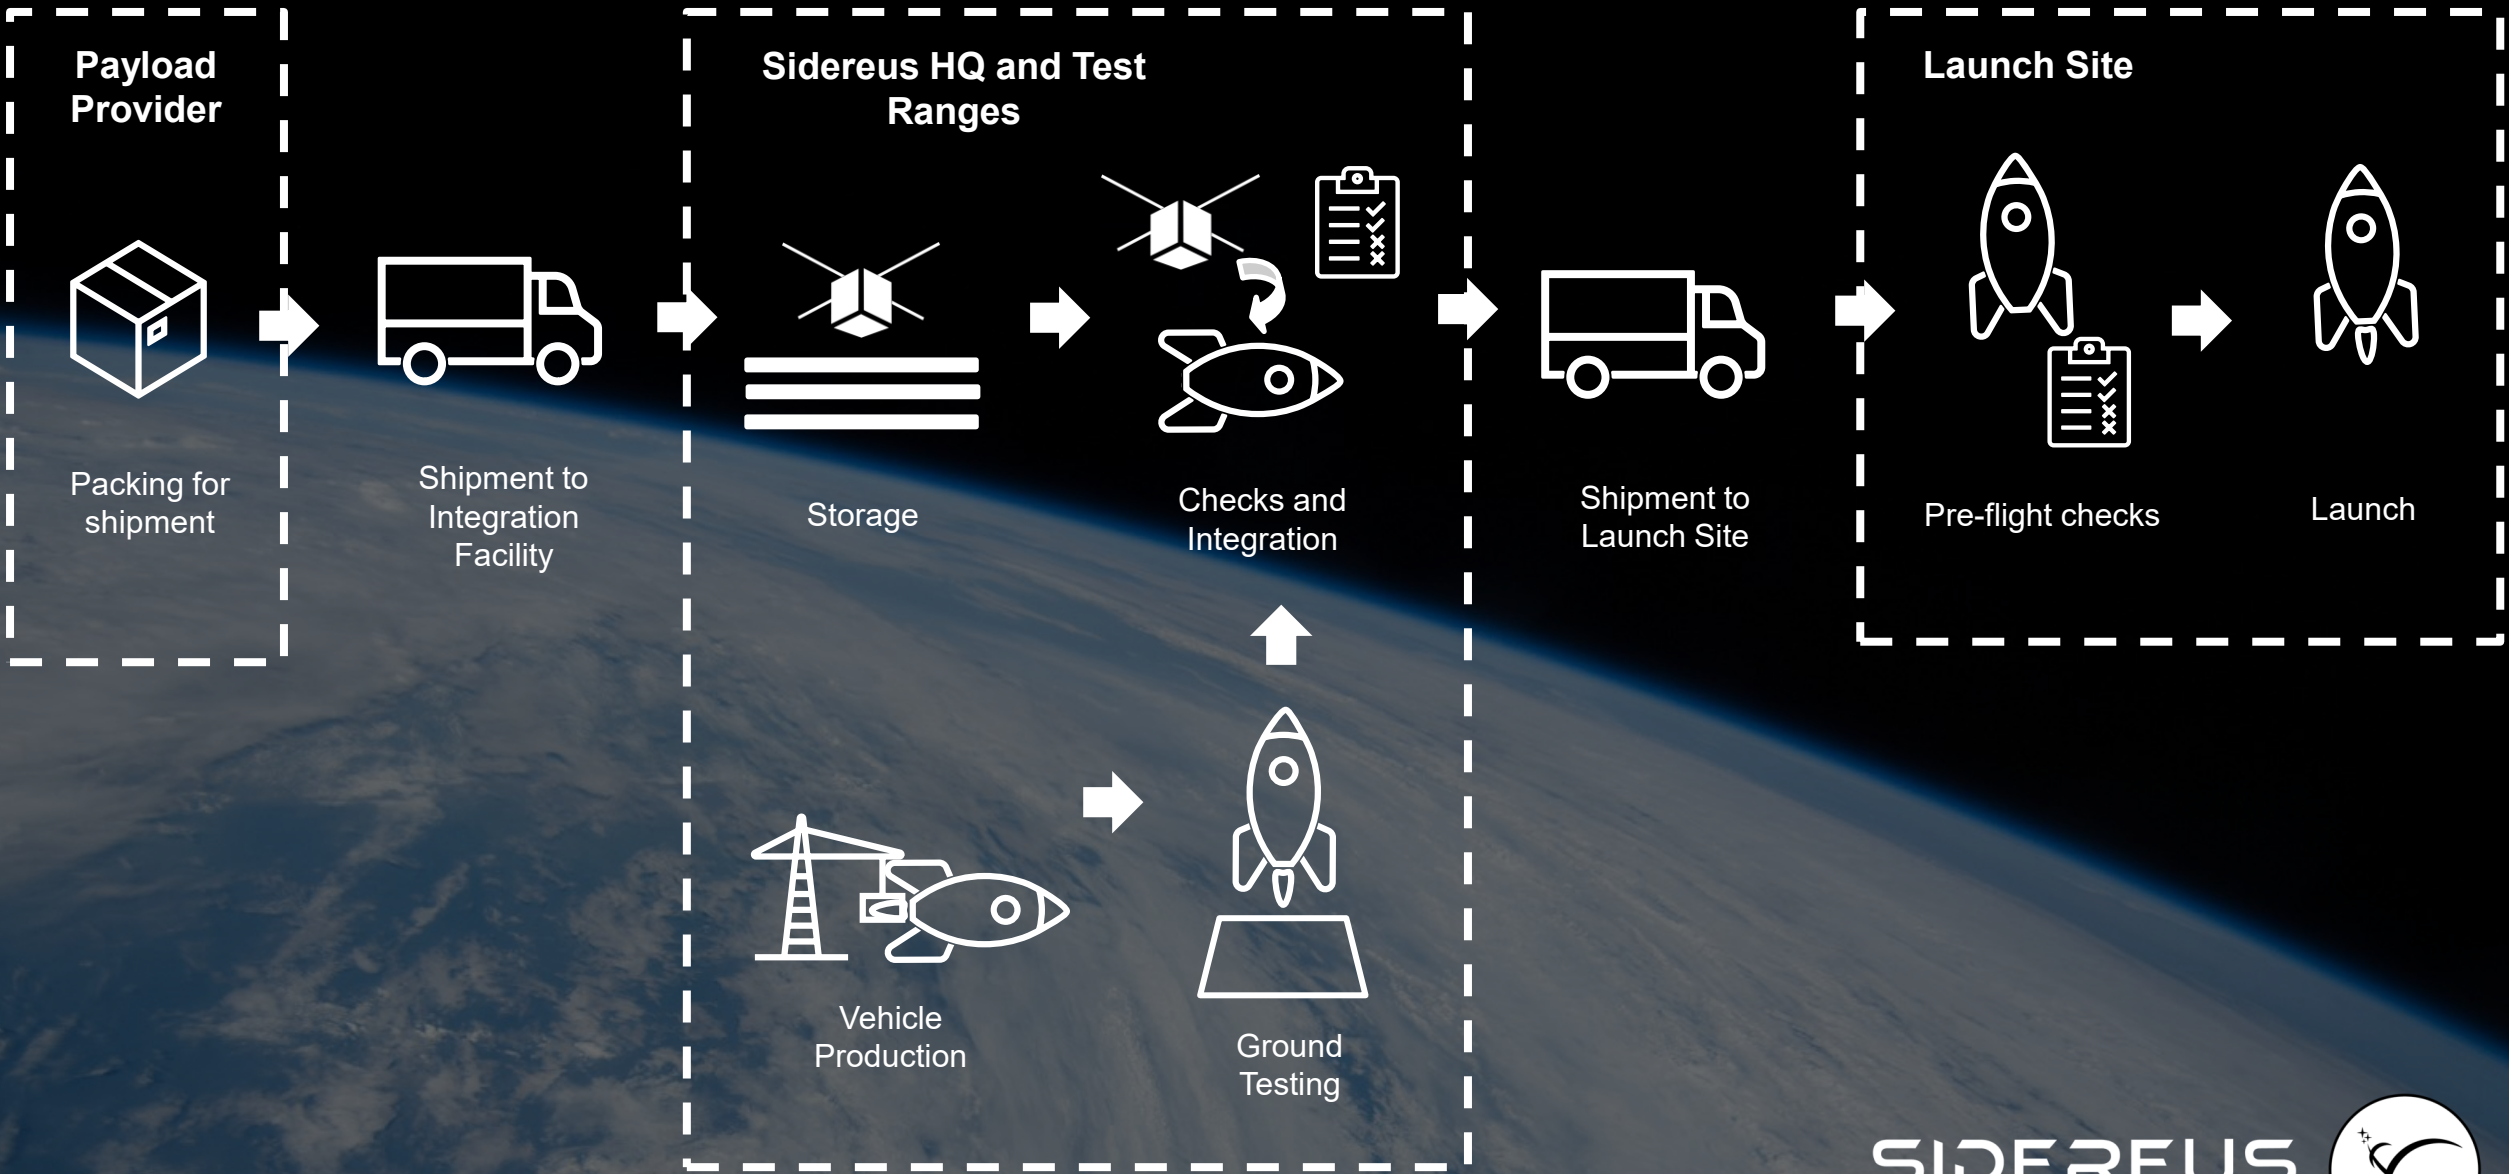 Payload
Provider
Packing for
shipment
Shipment to
Integration
Facility
Sidereus HQ and Test
Ranges
Storage
Checks and
Integration
Vehicle
Production
Ground
Testing
Shipment to
Launch Site
Launch Site
Pre-flight checks
Launch
SIDEREUS